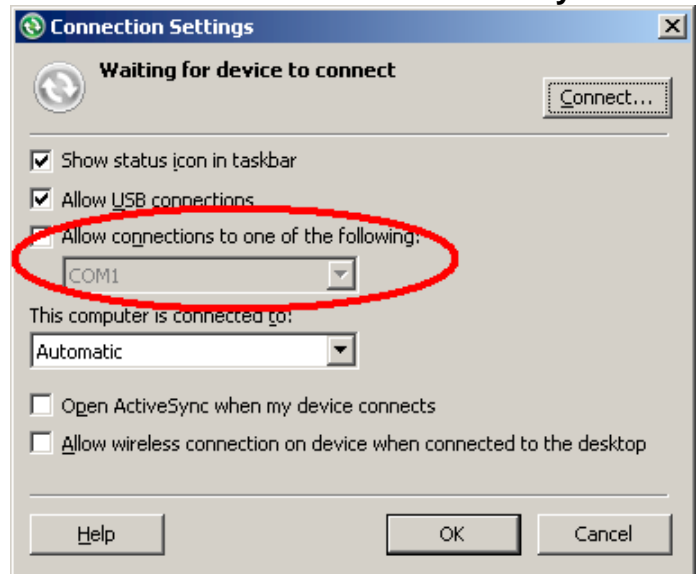 Connection Settings
Waiting for device to connect
Connect...
Show status icon in taskbar
Allow USB connections
Allow connections to one of the following:
COM1
This computer is connected to:
Automatic
Open ActiveSync when my device connects
Allow wireless connection on device when connected to the desktop
Help OK Cancel